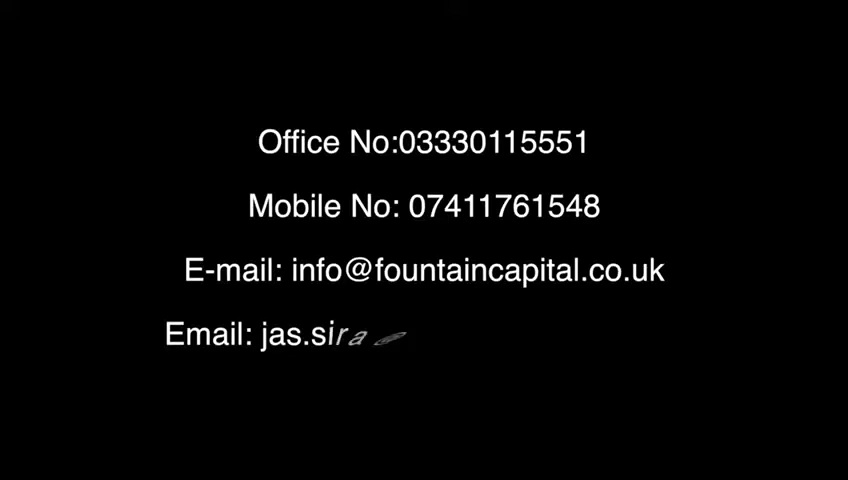 Office No:03330115551
Mobile No: 07411761548
E-mail: info@fountaincapital.co.uk
Email: jas.sira